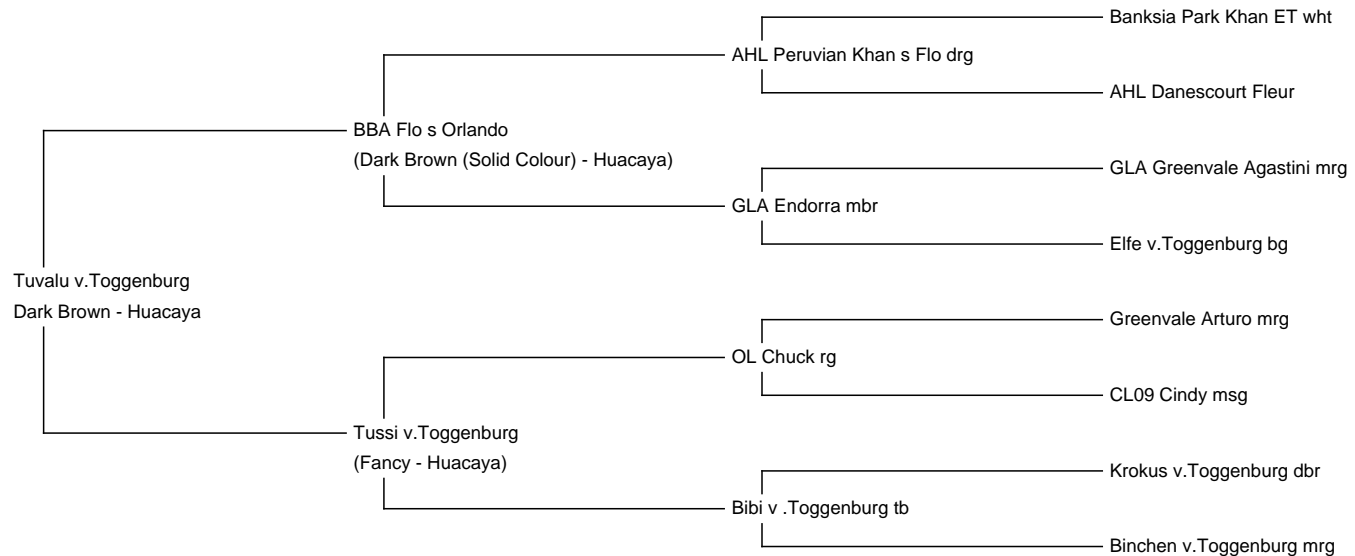 Banksia Park Khan ET wht
AHL Peruvian Khan s Flo drg
AHL Danescourt Fleur
BBA Flo s Orlando
(Dark Brown (Solid Colour) - Huacaya)
GLA Greenvale Agastini mrg
GLA Endorra mbr
Elfe v.Toggenburg bg
Tuvalu v.Toggenburg
Dark Brown - Huacaya
Greenvale Arturo mrg
OL Chuck rg
CL09 Cindy msg
Tussi v.Toggenburg
(Fancy - Huacaya)
Krokus v.Toggenburg dbr
Bibi v .Toggenburg tb
Binchen v.Toggenburg mrg